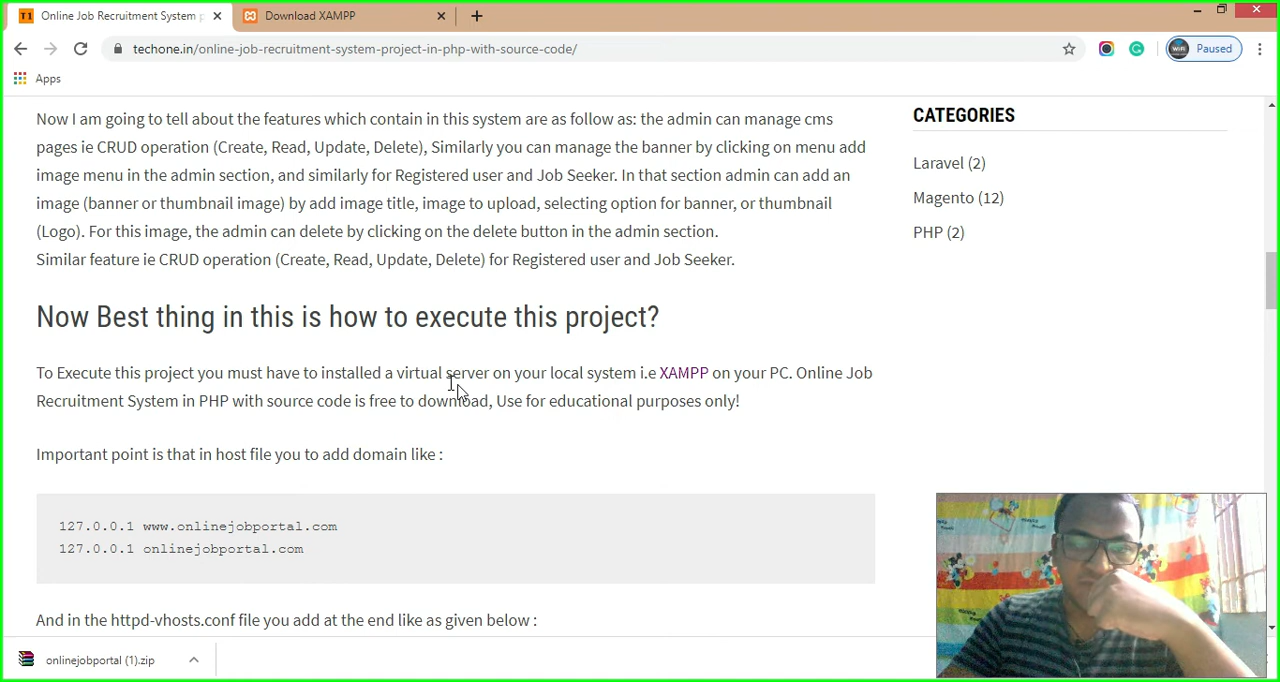 Online Job Recruitment System p
Download XAMPP
techone.in/online-job-recruitment-system-project-in-php-with-source-code/
Paused
Apps
Now I am going to tell about the features which contain in this system are as follow as: the admin can manage cms
pages ie CRUD operation (Create, Read, Update, Delete), Similarly you can manage the banner by clicking on menu add
image menu in the admin section, and similarly for Registered user and Job Seeker. In that section admin can add an
image (banner or thumbnail image) by add image title, image to upload, selecting option for banner, or thumbnail
(Logo). For this image, the admin can delete by clicking on the delete button in the admin section.
Similar feature ie CRUD operation (Create, Read, Update, Delete) for Registered user and Job Seeker.
Now Best thing in this is how to execute this project?
To Execute this project you must have to installed a virtual server on your local system i.e XAMPP on your PC. Online Job
Recruitment System in PHP with source code is free to download, Use for educational purposes only!
Important point is that in host file you to add domain like :
127.0.0.1 www.onlinejobportal.com
127.0.0.1 onlinejobportal.com
And in the httpd-vhosts.conf file you add at the end like as given below :
CATEGORIES
Laravel (2)
Magento (12)
PHP (2)
onlinejobportal (1).zip